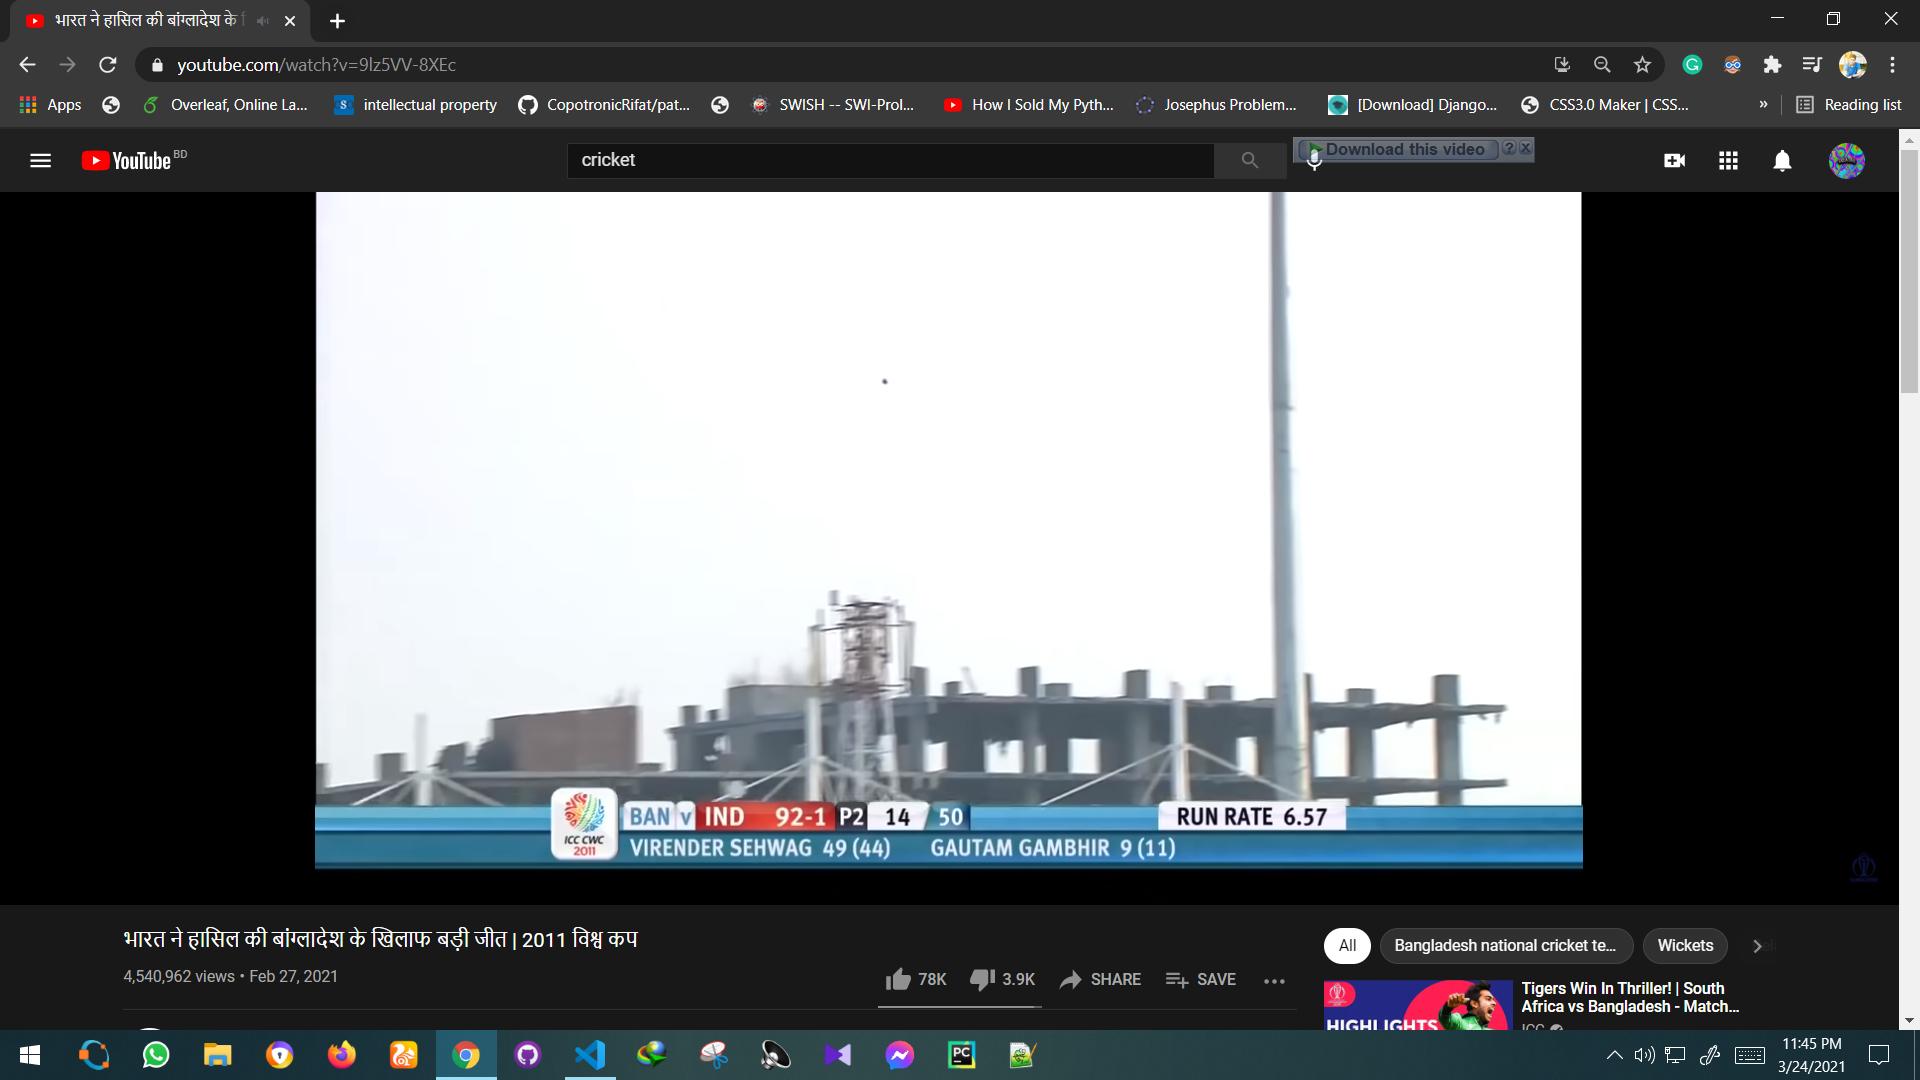 भारत ने हासिल की बांग्लादेश के
youtube.com/watch?v=9lz5VV-8XEc
Apps
Overleaf, Online La...
intellectual property
CopotronicRifat/pat...
SWISH -- SWI-Prol...
How I Sold My Pyth...
Josephus Problem...
[Download] Django...
CSS3.0 Maker | CSS...
»
Reading list
YouTube BD
cricket
Download this video
ICC CWC
2011
BAN v IND 92-1 P2 14 50
RUN RATE 6.57
VIRENDER SEHWAG 49 (44) GAUTAM GAMBHIR 9 (11)
भारत ने हासिल की बांग्लादेश के खिलाफ बड़ी जीत | 2011 विश्व कप
4,540,962 views • Feb 27, 2021
78K
3.9K
SHARE
SAVE
All
Bangladesh national cricket te...
Wickets
HIGHLIGHTS
Tigers Win In Thriller! | South
Africa vs Bangladesh - Match...
ICC
PC
11:45 PM
3/24/2021